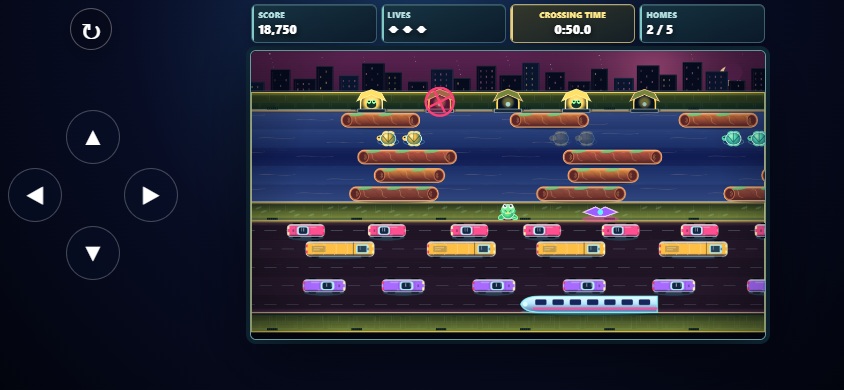 SCORE
18,750
LIVES
CROSSING TIME
0:50.0
HOMES
2 / 5